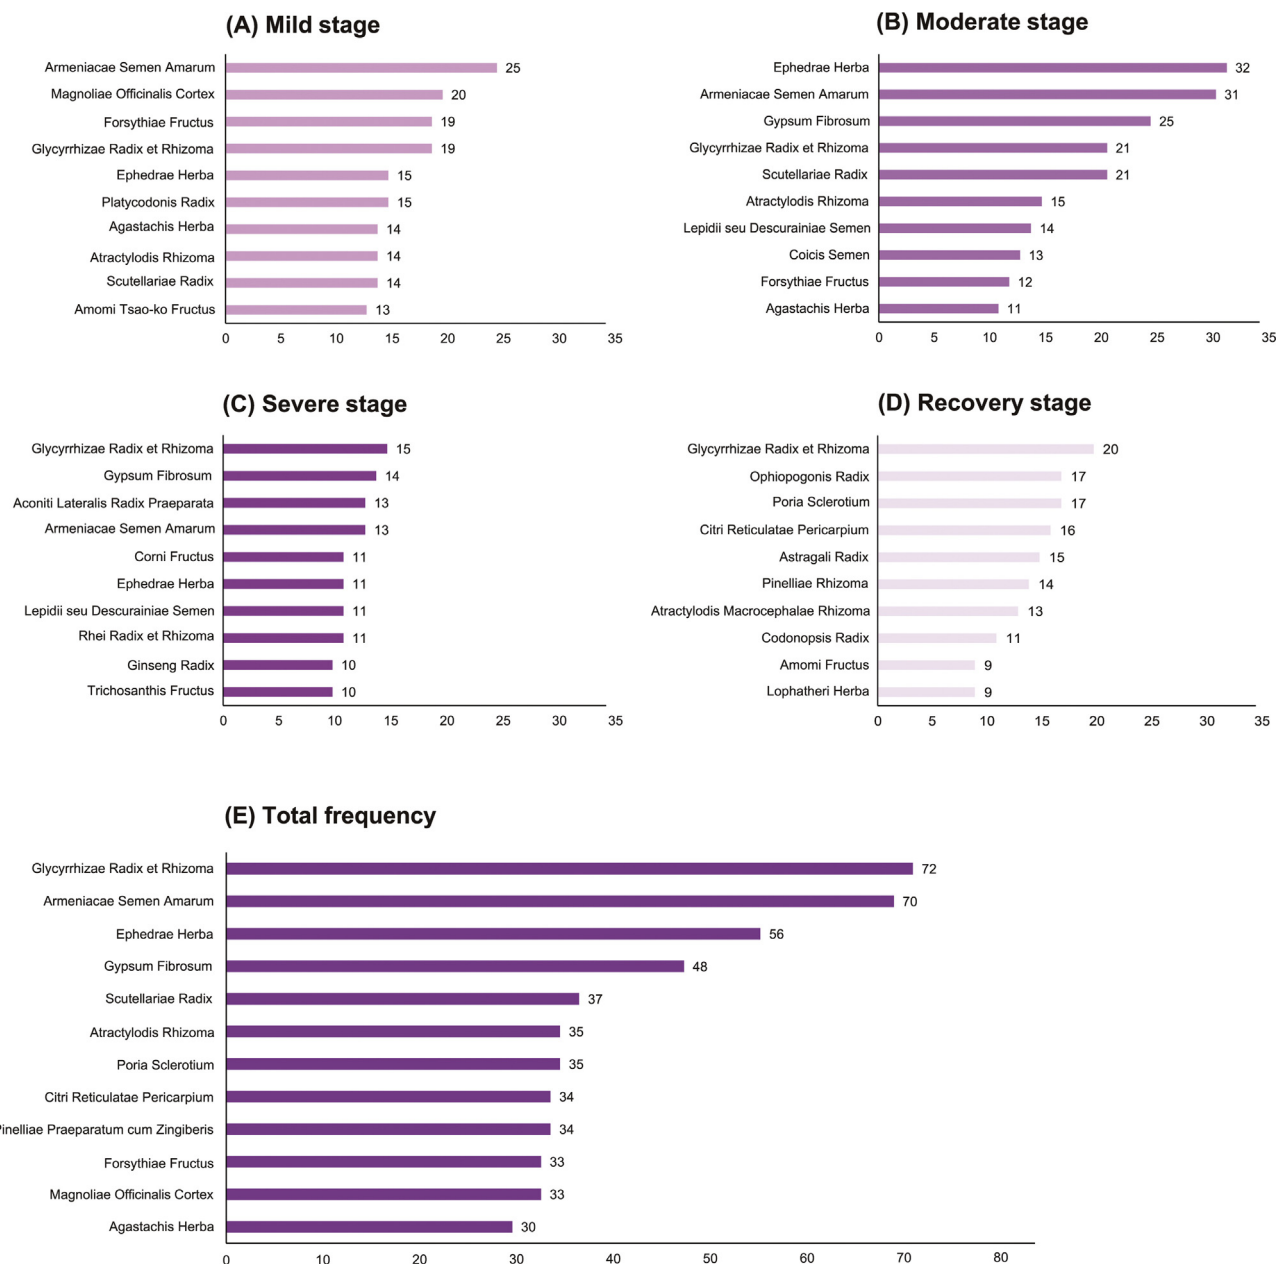 (A) Mild stage
Armeniacae Semen Amarum 25
Magnoliae Officinalis Cortex 20
Forsythiae Fructus 19
Glycyrrhizae Radix et Rhizoma 19
Ephedrae Herba 15
Platycodonis Radix 15
Agastachis Herba 14
Atractylodis Rhizoma 14
Scutellariae Radix 14
Amomi Tsao-ko Fructus 13
0 5 10 15 20 25 30 35
(B) Moderate stage
Ephedrae Herba 32
Armeniacae Semen Amarum 31
Gypsum Fibrosum 25
Glycyrrhizae Radix et Rhizoma 21
Scutellariae Radix 21
Atractylodis Rhizoma 15
Lepidii seu Descurainiae Semen 14
Coicis Semen 13
Forsythiae Fructus 12
Agastachis Herba 11
0 5 10 15 20 25 30 35
(C) Severe stage
Glycyrrhizae Radix et Rhizoma 15
Gypsum Fibrosum 14
Aconiti Lateralis Radix Praeparata 13
Armeniacae Semen Amarum 13
Corni Fructus 11
Ephedrae Herba 11
Lepidii seu Descurainiae Semen 11
Rhei Radix et Rhizoma 11
Ginseng Radix 10
Trichosanthis Fructus 10
0 5 10 15 20 25 30 35
(D) Recovery stage
Glycyrrhizae Radix et Rhizoma 20
Ophiopogonis Radix 17
Poria Sclerotium 17
Citri Reticulatae Pericarpium 16
Astragali Radix 15
Pinelliae Rhizoma 14
Atractylodis Macrocephalae Rhizoma 13
Codonopsis Radix 11
Amomi Fructus 9
Lophatheri Herba 9
0 5 10 15 20 25 30 35
(E) Total frequency
Glycyrrhizae Radix et Rhizoma 72
Armeniacae Semen Amarum 70
Ephedrae Herba 56
Gypsum Fibrosum 48
Scutellariae Radix 37
Atractylodis Rhizoma 35
Poria Sclerotium 35
Citri Reticulatae Pericarpium 34
Pinelliae Praeparatum cum Zingiberis 34
Forsythiae Fructus 33
Magnoliae Officinalis Cortex 33
Agastachis Herba 30
0 10 20 30 40 50 60 70 80